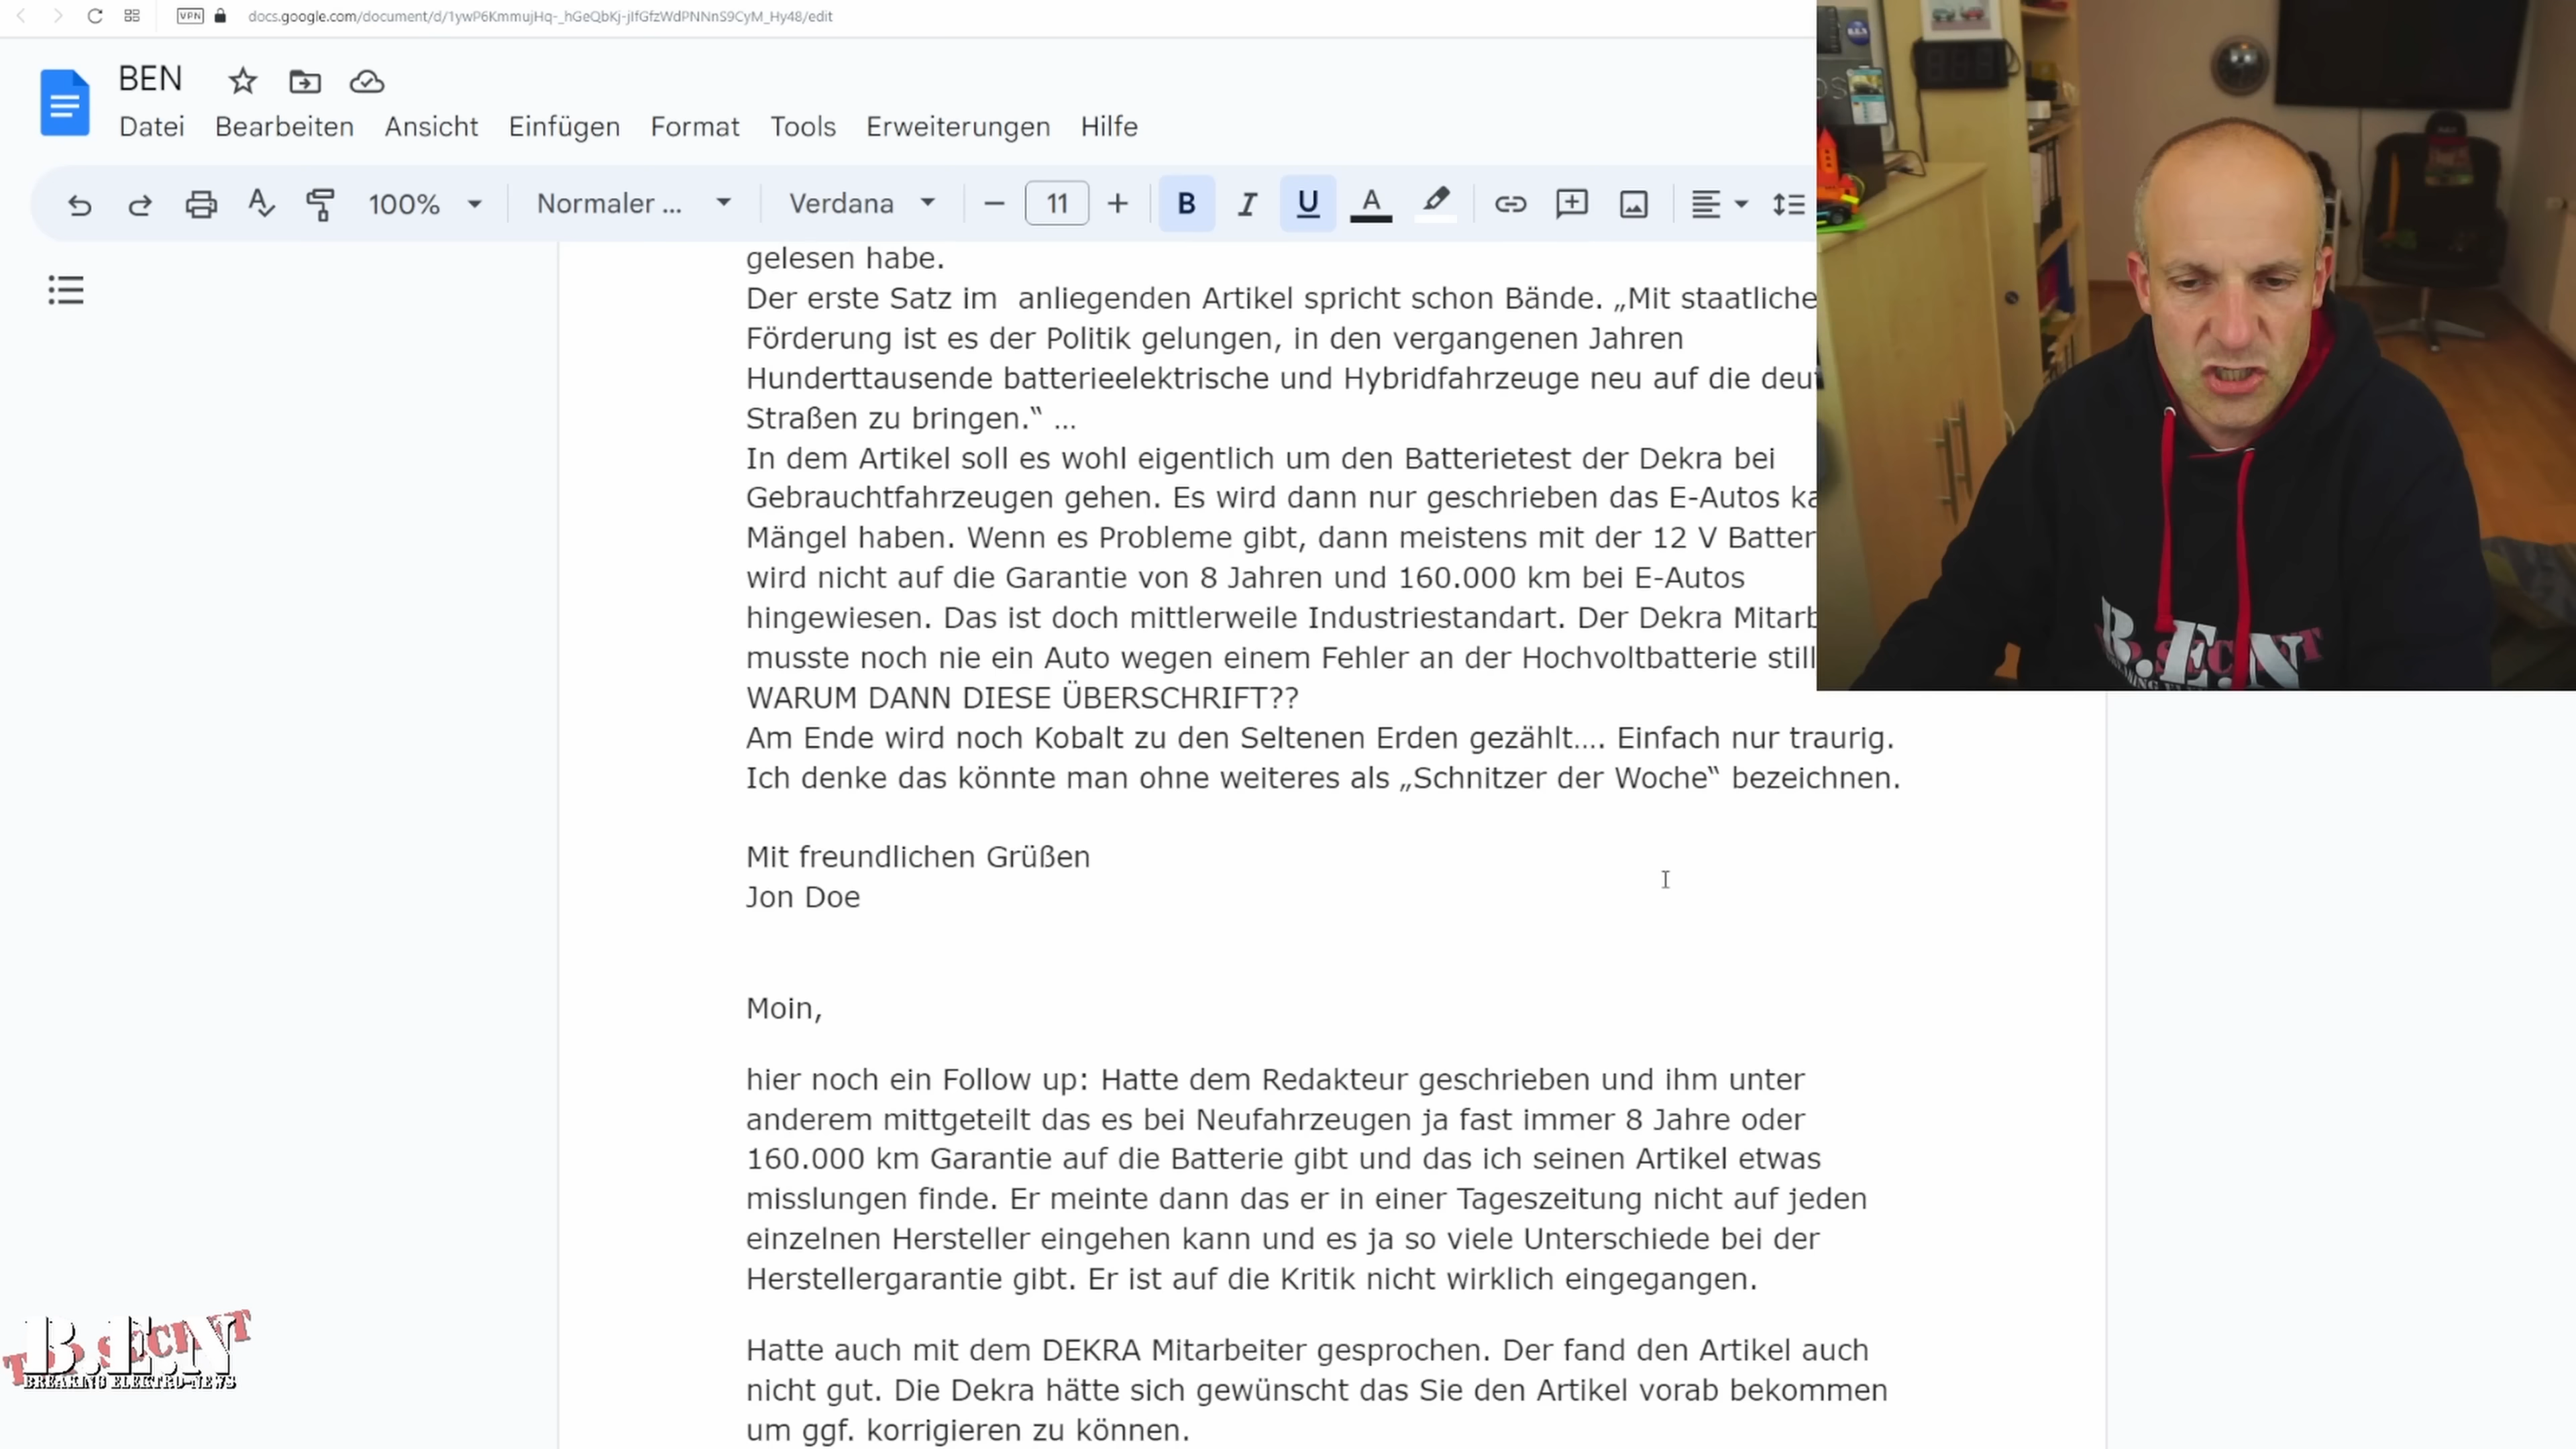 VPN docs.google.com/document/d/1ywP6KmmujHq-_hGeQbKj-jIfGfzWdPNNnS9CyM_Hy48/edit
BEN
Datei Bearbeiten Ansicht Einfügen Format Tools Erweiterungen Hilfe
100% Normaler ... Verdana 11 B I U A
gelesen habe.
Der erste Satz im  anliegenden Artikel spricht schon Bände. „Mit staatliche
Förderung ist es der Politik gelungen, in den vergangenen Jahren
Hunderttausende batterieelektrische und Hybridfahrzeuge neu auf die deu
Straßen zu bringen.“ …
In dem Artikel soll es wohl eigentlich um den Batterietest der Dekra bei
Gebrauchtfahrzeugen gehen. Es wird dann nur geschrieben das E-Autos ka
Mängel haben. Wenn es Probleme gibt, dann meistens mit der 12 V Batter
wird nicht auf die Garantie von 8 Jahren und 160.000 km bei E-Autos
hingewiesen. Das ist doch mittlerweile Industriestandart. Der Dekra Mitarb
musste noch nie ein Auto wegen einem Fehler an der Hochvoltbatterie still
WARUM DANN DIESE ÜBERSCHRIFT??
Am Ende wird noch Kobalt zu den Seltenen Erden gezählt…. Einfach nur traurig.
Ich denke das könnte man ohne weiteres als „Schnitzer der Woche“ bezeichnen.
Mit freundlichen Grüßen
Jon Doe
Moin,
hier noch ein Follow up: Hatte dem Redakteur geschrieben und ihm unter
anderem mittgeteilt das es bei Neufahrzeugen ja fast immer 8 Jahre oder
160.000 km Garantie auf die Batterie gibt und das ich seinen Artikel etwas
misslungen finde. Er meinte dann das er in einer Tageszeitung nicht auf jeden
einzelnen Hersteller eingehen kann und es ja so viele Unterschiede bei der
Herstellergarantie gibt. Er ist auf die Kritik nicht wirklich eingegangen.
Hatte auch mit dem DEKRA Mitarbeiter gesprochen. Der fand den Artikel auch
nicht gut. Die Dekra hätte sich gewünscht das Sie den Artikel vorab bekommen
um ggf. korrigieren zu können.
B.E.N
B.E.N
BREAKING ELEKTRO-NEWS